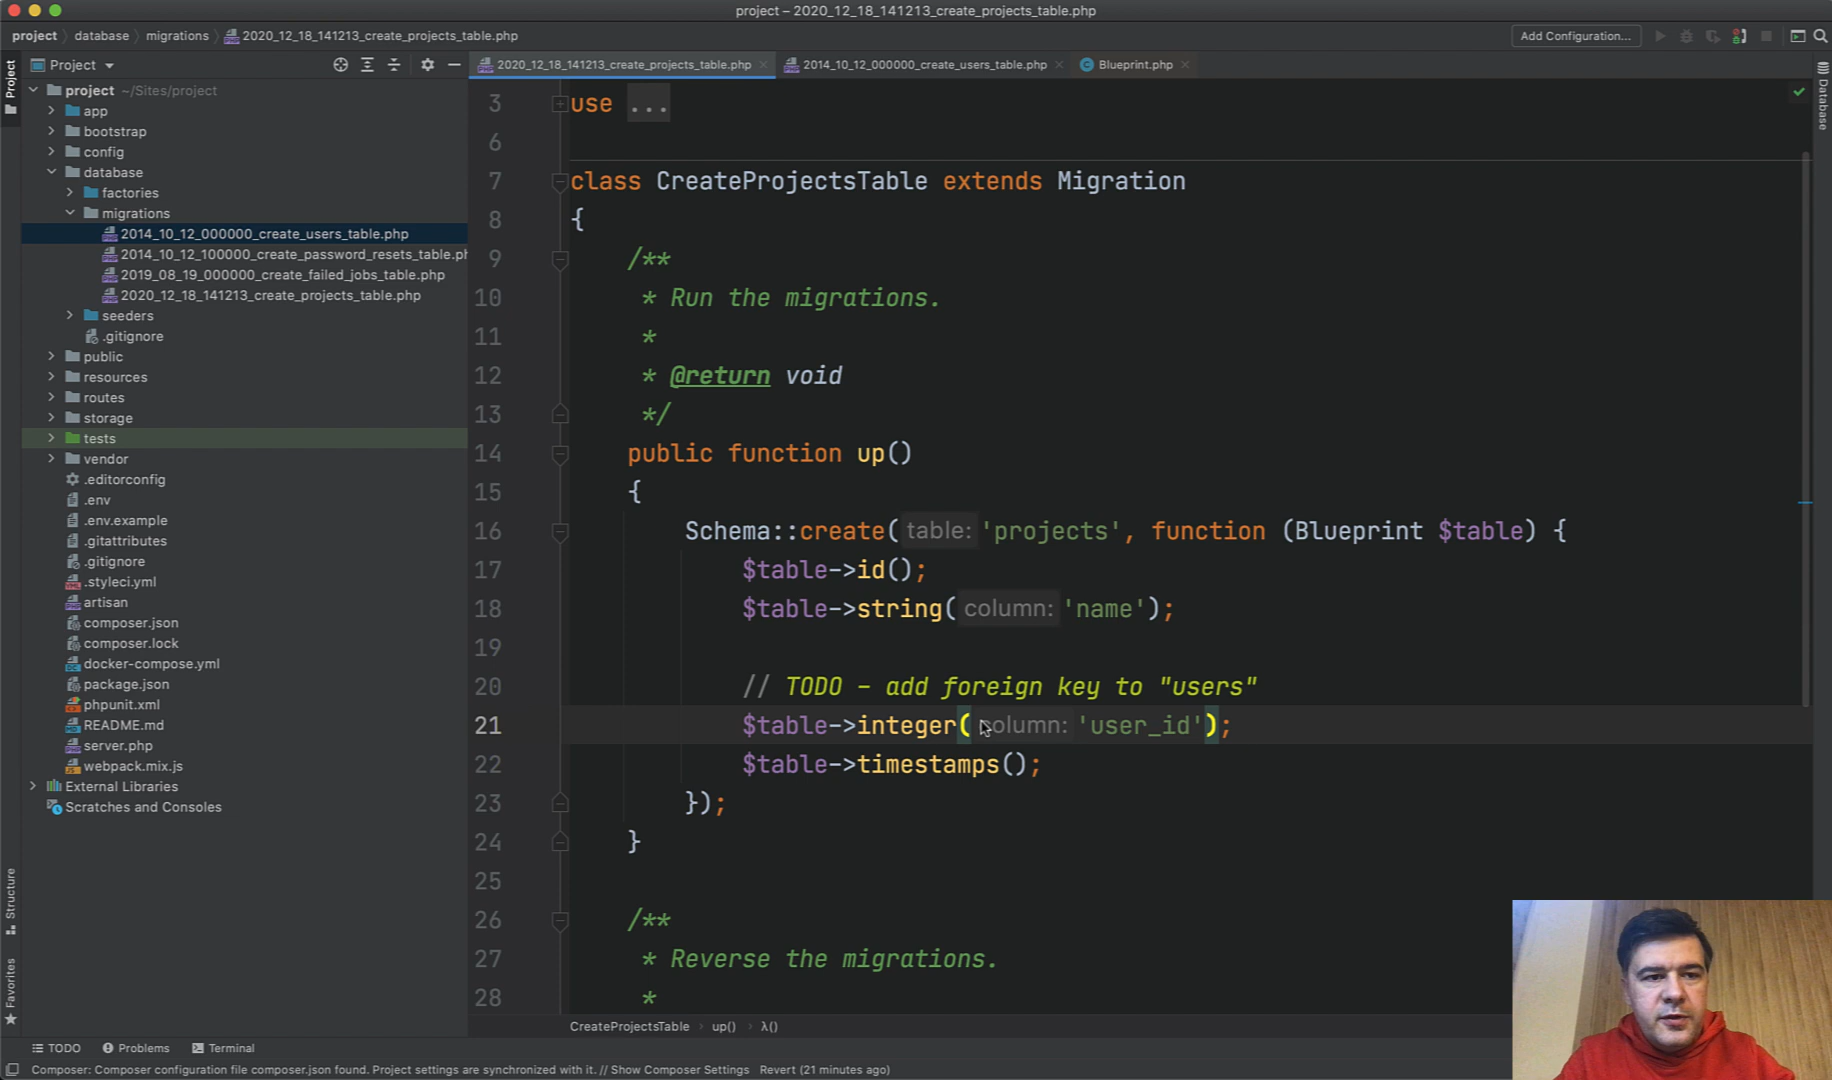 project – 2020_12_18_141213_create_projects_table.php
project
database
migrations
2020_12_18_141213_create_projects_table.php
Add Configuration...
Project
Project
2020_12_18_141213_create_projects_table.php
2014_10_12_000000_create_users_table.php
Blueprint.php
Database
project ~/Sites/project
app
bootstrap
config
database
factories
migrations
2014_10_12_000000_create_users_table.php
2014_10_12_100000_create_password_resets_table.ph
2019_08_19_000000_create_failed_jobs_table.php
2020_12_18_141213_create_projects_table.php
seeders
.gitignore
public
resources
routes
storage
tests
vendor
.editorconfig
.env
.env.example
.gitattributes
.gitignore
.styleci.yml
artisan
composer.json
composer.lock
docker-compose.yml
package.json
phpunit.xml
README.md
server.php
webpack.mix.js
External Libraries
Scratches and Consoles
Structure
Favorites
3 use ...
6
7 class CreateProjectsTable extends Migration
8 {
9 /**
10 * Run the migrations.
11 *
12 * @return void
13 */
14 public function up()
15 {
16 Schema::create( table: 'projects', function (Blueprint $table) {
17 $table->id();
18 $table->string( column: 'name');
19
20 // TODO – add foreign key to "users"
21 $table->integer( column: 'user_id');
22 $table->timestamps();
23 });
24 }
25
26 /**
27 * Reverse the migrations.
28 *
CreateProjectsTable
up()
λ()
TODO
Problems
Terminal
Composer: Composer configuration file composer.json found. Project settings are synchronized with it. // Show Composer Settings Revert (21 minutes ago)